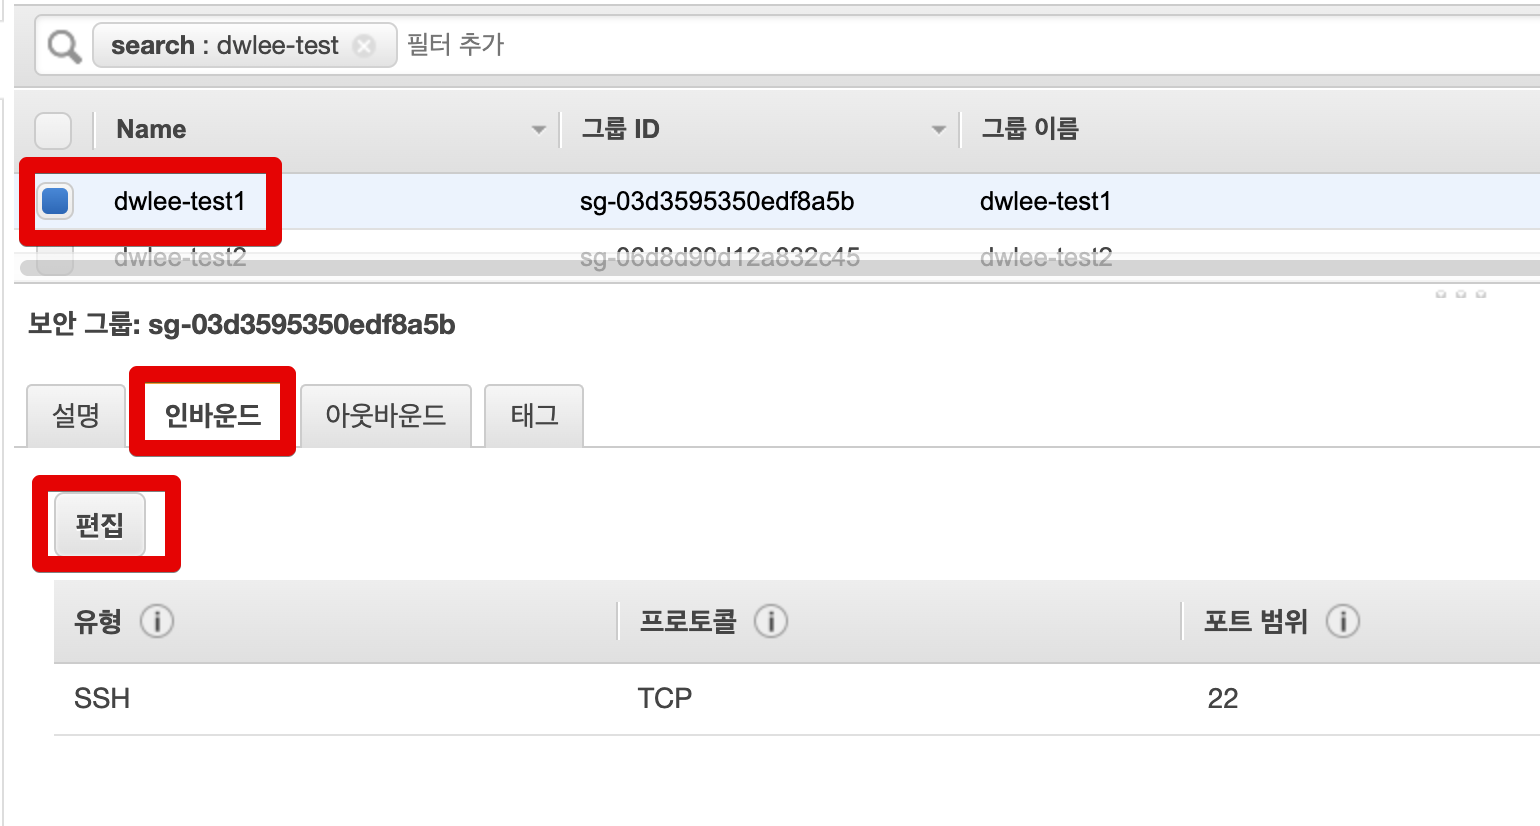 search : dwlee-test 필터 추가
Name 그룹 ID 그룹 이름
dwlee-test1 sg-03d3595350edf8a5b dwlee-test1
dwlee-test2 sg-06d8d90d12a832c45 dwlee-test2
보안 그룹: sg-03d3595350edf8a5b
설명 인바운드 아웃바운드 태그
편집
유형 프로토콜 포트 범위
SSH TCP 22